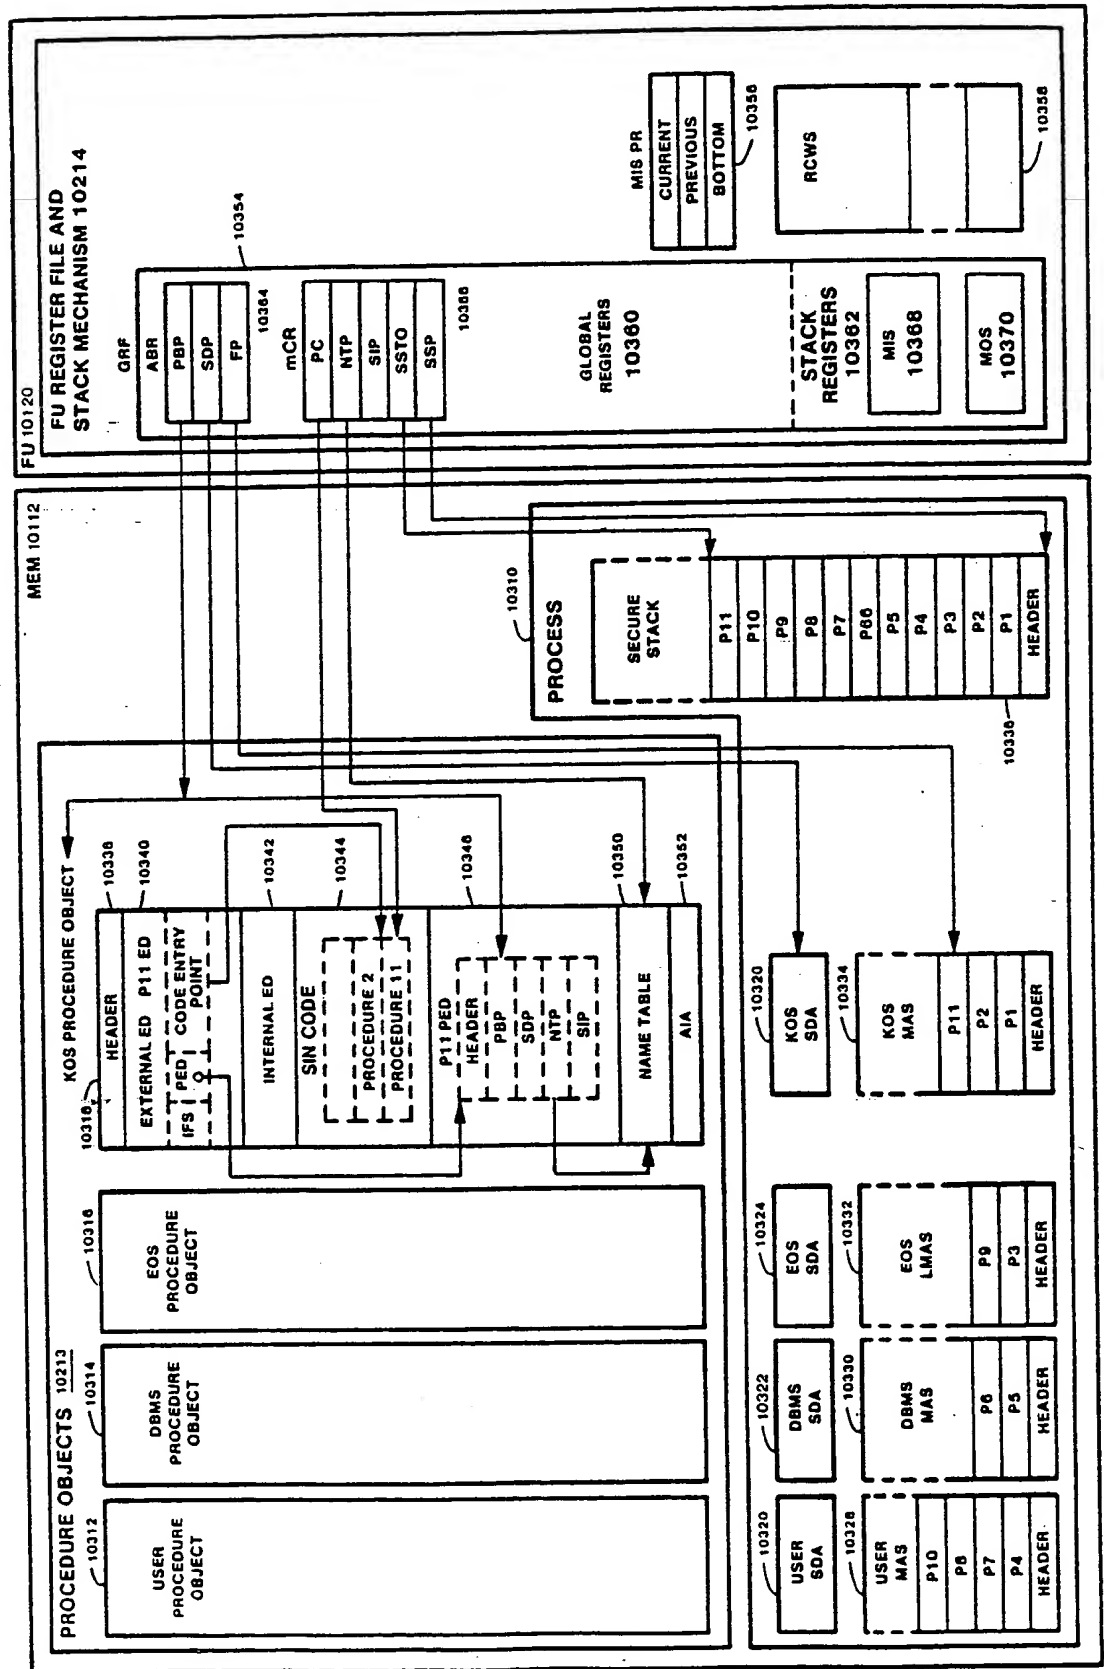 FU 10120
FU REGISTER FILE AND
STACK MECHANISM 10214
GRF
10354
ABR
PBP
SDP
FP
10364
mCR
PC
NTP
SIP
SSTO
SSP
10366
GLOBAL
REGISTERS
10360
STACK
REGISTERS
10362
MIS
10368
MOS
10370
MIS PR
CURRENT
PREVIOUS
BOTTOM
10356
RCWS
10358
MEM 10112
PROCEDURE OBJECTS 10213
10312
USER
PROCEDURE
OBJECT
10314
DBMS
PROCEDURE
OBJECT
10316
EOS
PROCEDURE
OBJECT
10318
KOS PROCEDURE OBJECT
HEADER
10338
EXTERNAL ED P11 ED
10340
IFS PED CODE ENTRY
POINT
INTERNAL ED
10342
SIN CODE
10344
PROCEDURE 2
PROCEDURE 11
P11 PED
10348
HEADER
PBP
SDP
NTP
SIP
NAME TABLE
10350
AIA
10352
10310
PROCESS
SECURE
STACK
P11
P10
P9
P8
P7
P66
P5
P4
P3
P2
P1
HEADER
10336
10320
USER
SDA
10322
DBMS
SDA
10324
EOS
SDA
10320
KOS
SDA
10328
USER
MAS
P10
P8
P7
P4
HEADER
10330
DBMS
MAS
P6
P5
HEADER
10332
EOS
LMAS
P9
P3
HEADER
10334
KOS
MAS
P11
P2
P1
HEADER